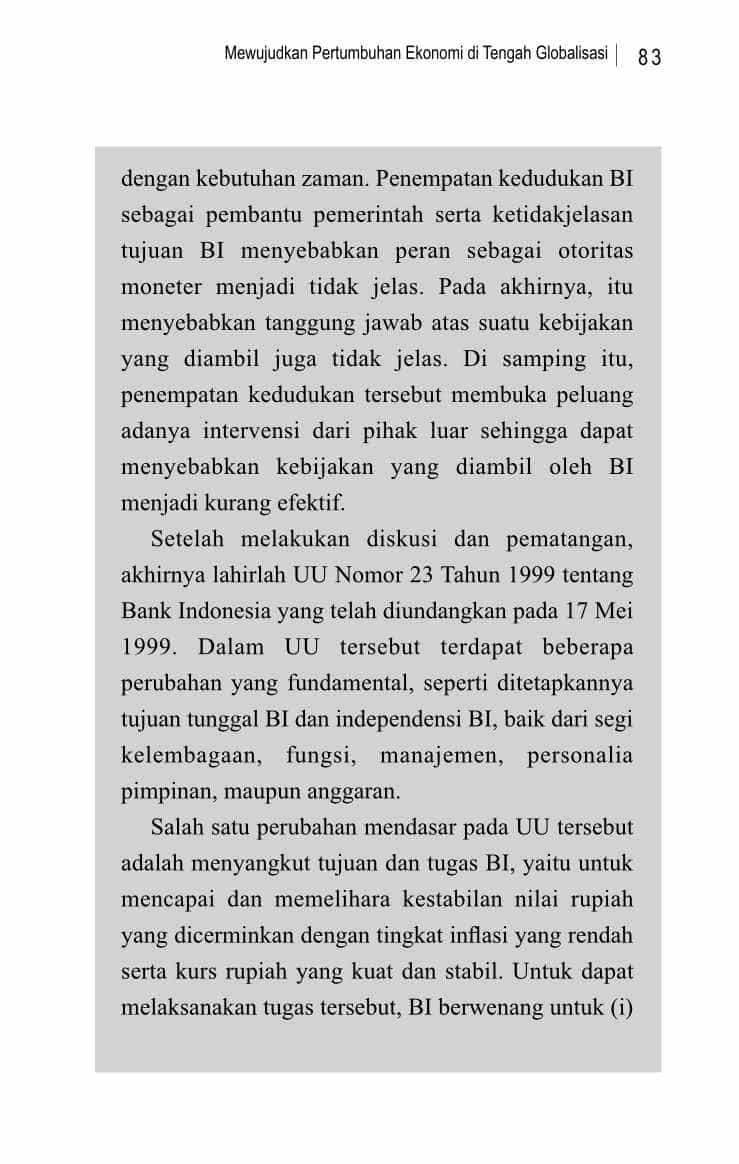 Mewujudkan Pertumbuhan Ekonomi di Tengah Globalisasi | 83
dengan kebutuhan zaman. Penempatan kedudukan BI
sebagai pembantu pemerintah serta ketidakjelasan
tujuan BI menyebabkan peran sebagai otoritas
moneter menjadi tidak jelas. Pada akhirnya, itu
menyebabkan tanggung jawab atas suatu kebijakan
yang diambil juga tidak jelas. Di samping itu,
penempatan kedudukan tersebut membuka peluang
adanya intervensi dari pihak luar sehingga dapat
menyebabkan kebijakan yang diambil oleh BI
menjadi kurang efektif.
Setelah melakukan diskusi dan pematangan,
akhirnya lahirlah UU Nomor 23 Tahun 1999 tentang
Bank Indonesia yang telah diundangkan pada 17 Mei
1999. Dalam UU tersebut terdapat beberapa
perubahan yang fundamental, seperti ditetapkannya
tujuan tunggal BI dan independensi BI, baik dari segi
kelembagaan, fungsi, manajemen, personalia
pimpinan, maupun anggaran.
Salah satu perubahan mendasar pada UU tersebut
adalah menyangkut tujuan dan tugas BI, yaitu untuk
mencapai dan memelihara kestabilan nilai rupiah
yang dicerminkan dengan tingkat inflasi yang rendah
serta kurs rupiah yang kuat dan stabil. Untuk dapat
melaksanakan tugas tersebut, BI berwenang untuk (i)